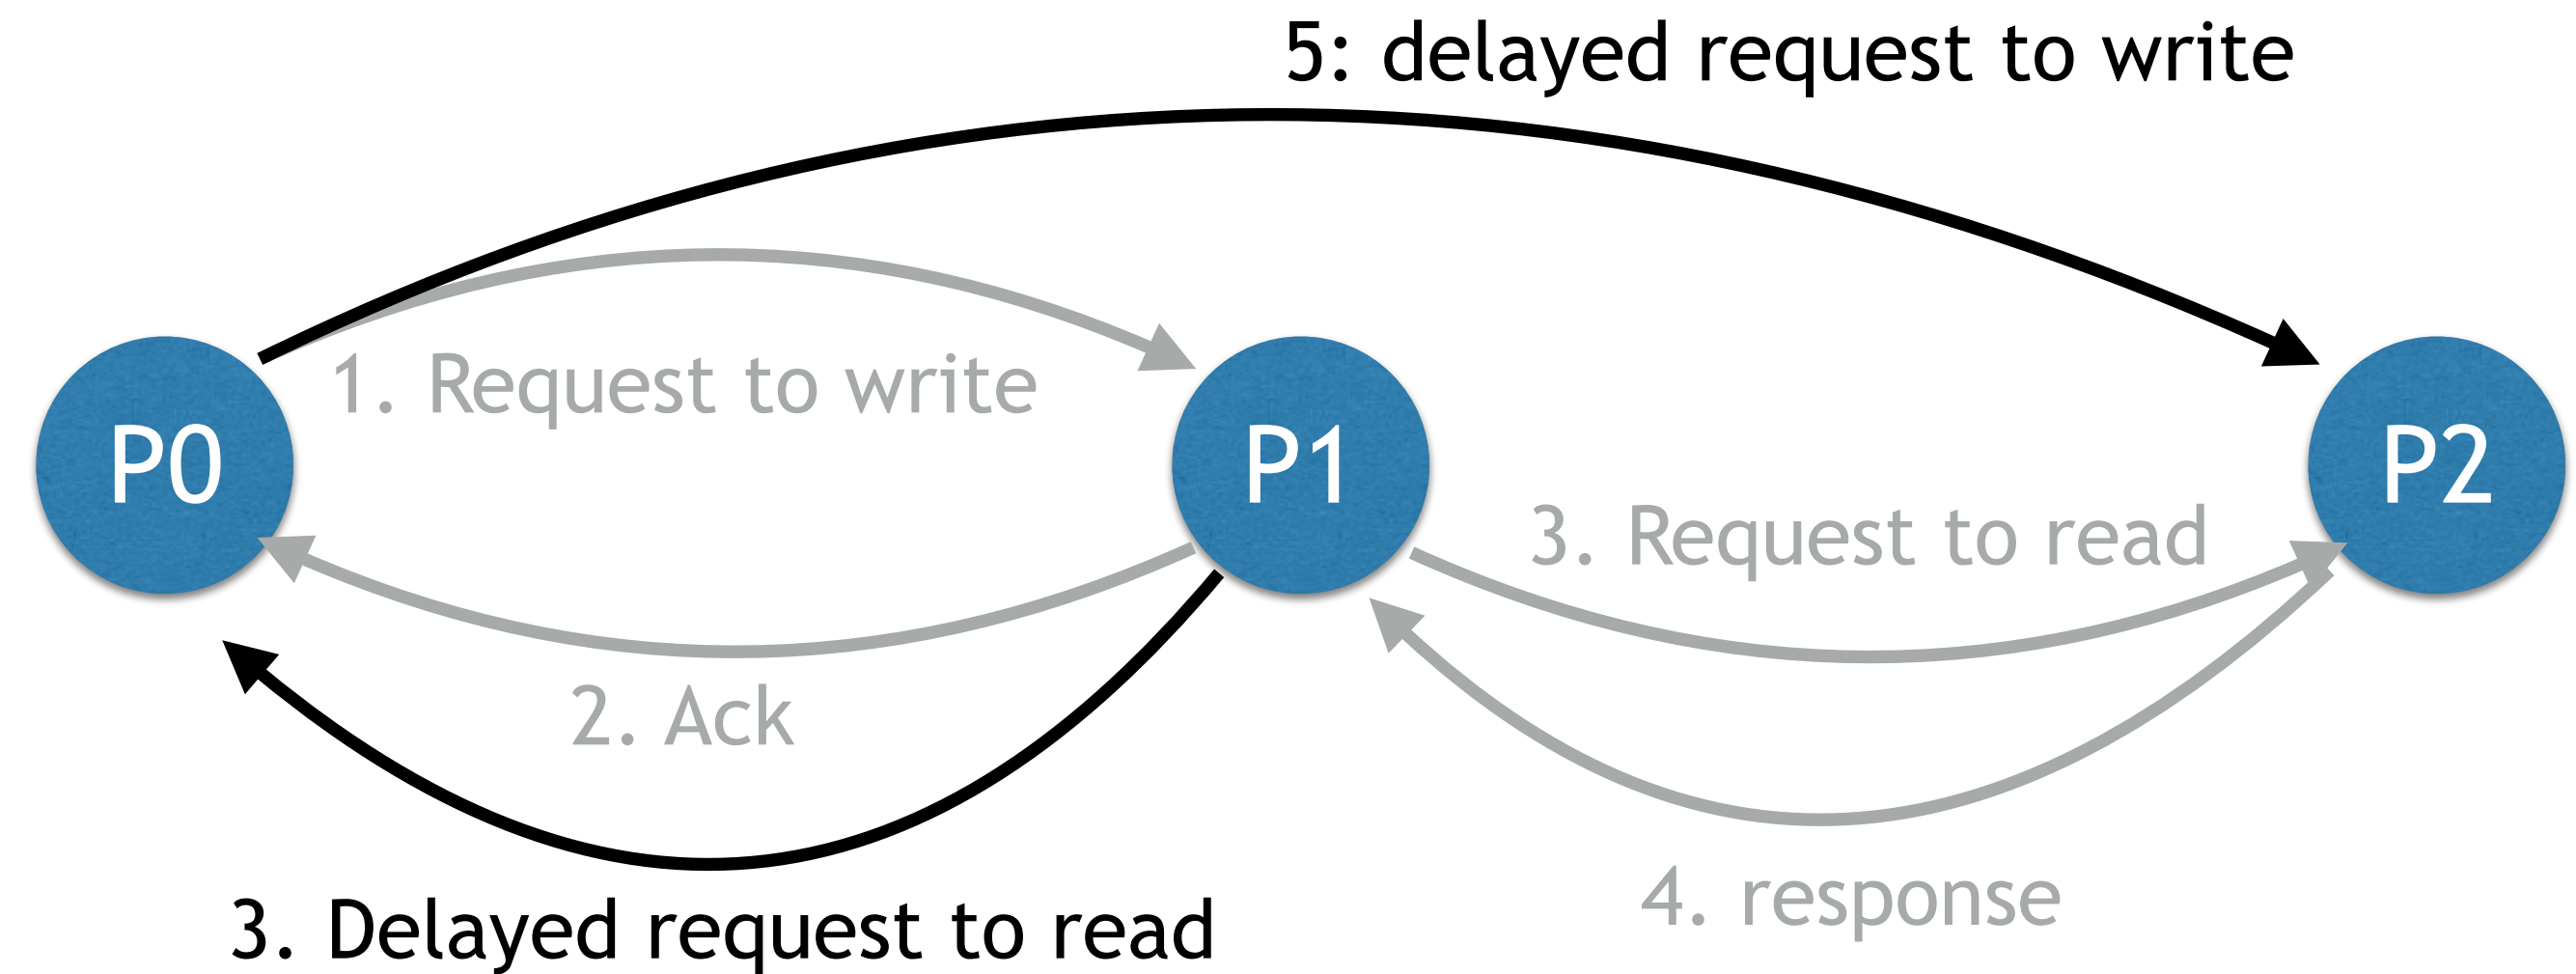 5: delayed request to write
1. Request to write
P0
P1
P2
3. Request to read
2. Ack
4. response
3. Delayed request to read